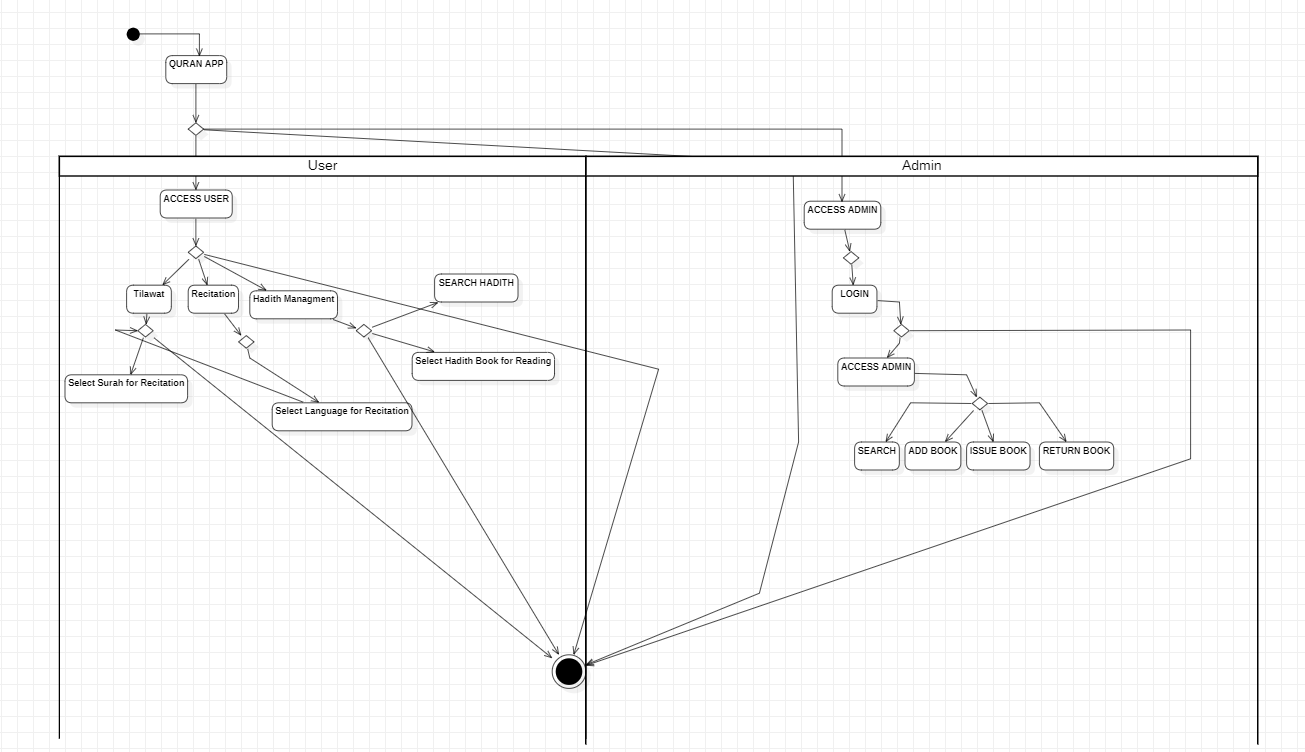 QURAN APP
User
Admin
ACCESS USER
ACCESS ADMIN
Tilawat
Recitation
Hadith Managment
SEARCH HADITH
LOGIN
Select Hadith Book for Reading
ACCESS ADMIN
Select Surah for Recitation
Select Language for Recitation
SEARCH
ADD BOOK
ISSUE BOOK
RETURN BOOK